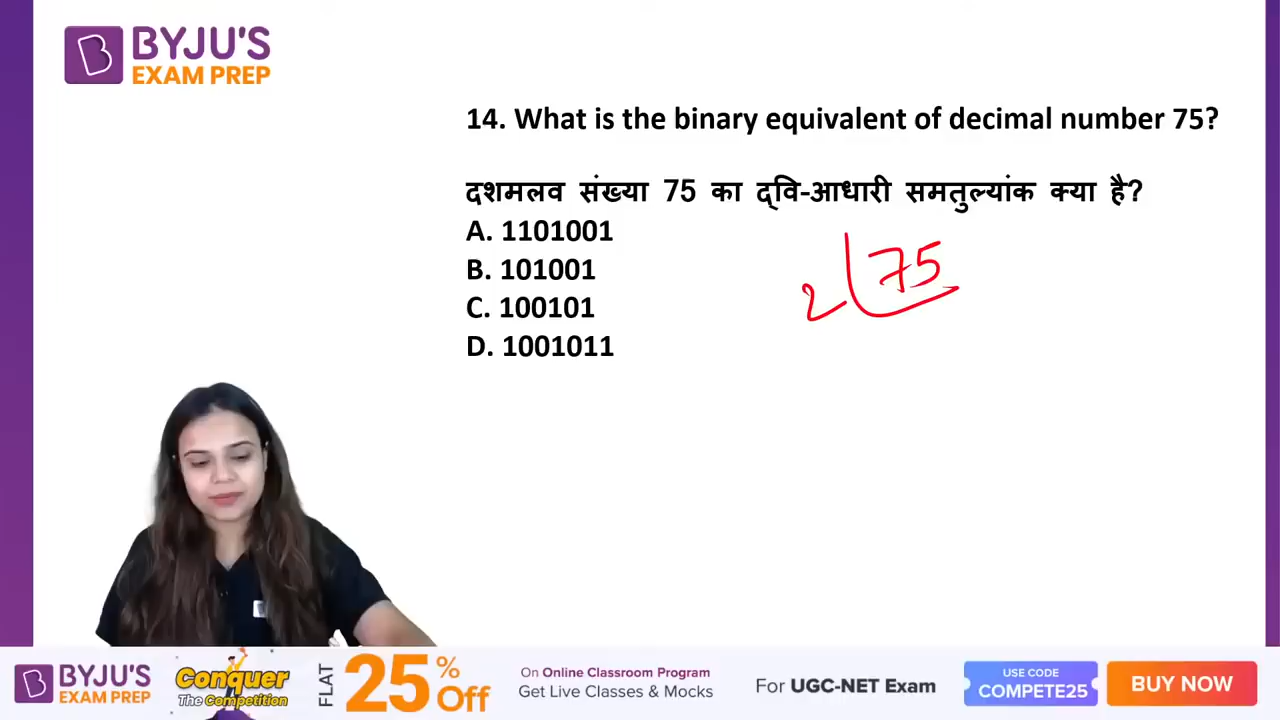 BYJU'S
EXAM PREP
14. What is the binary equivalent of decimal number 75?
दशमलव संख्या 75 का द्वि-आधारी समतुल्यांक क्या है?
A. 1101001
B. 101001
C. 100101
D. 1001011
2 75
BYJU'S
EXAM PREP
Conquer
The Competition
FLAT
25% Off
On Online Classroom Program
Get Live Classes & Mocks
For UGC-NET Exam
USE CODE
COMPETE25
BUY NOW